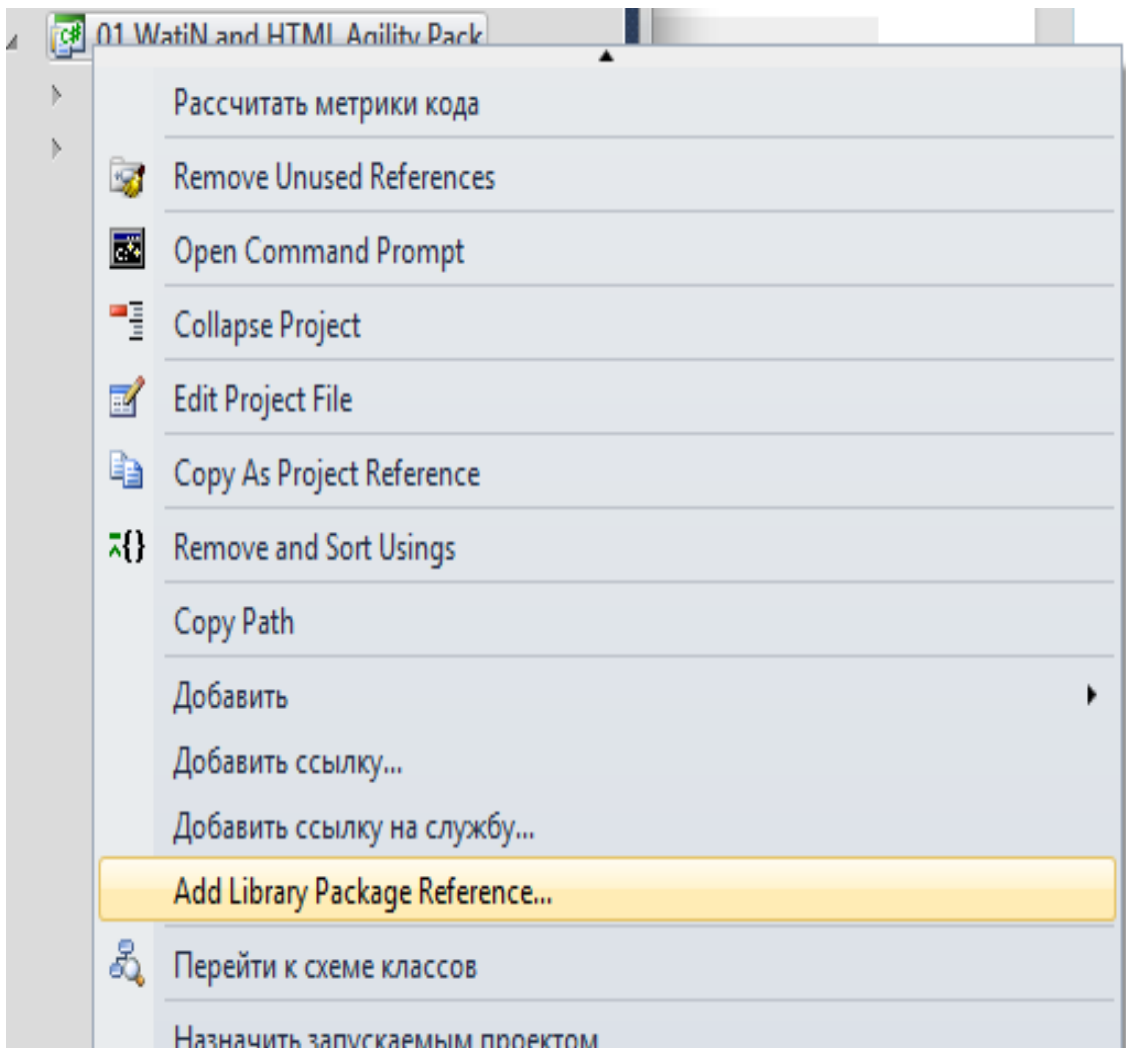 01 WatiN and HTML Agility Pack
Рассчитать метрики кода
Remove Unused References
Open Command Prompt
Collapse Project
Edit Project File
Copy As Project Reference
Remove and Sort Usings
Copy Path
Добавить
Добавить ссылку...
Добавить ссылку на службу...
Add Library Package Reference...
Перейти к схеме классов
Назначить запускаемым проектом